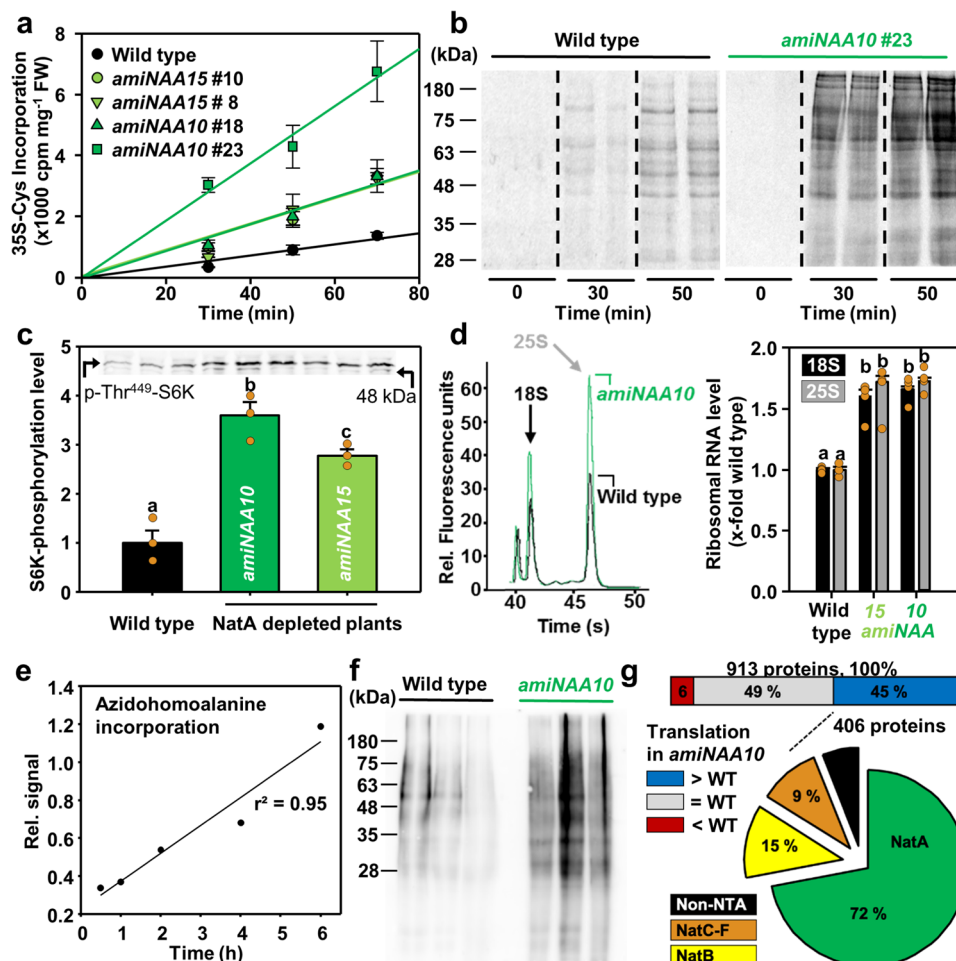 a
35S-Cys Incorporation
(x1000 cpm mg⁻¹ FW)
8
6
4
2
0
Wild type
amiNAA15 #10
amiNAA15 # 8
amiNAA10 #18
amiNAA10 #23
0 20 40 60 80
Time (min)
b
(kDa)
Wild type
amiNAA10 #23
180
75
63
48
35
28
0 30 50 0 30 50
Time (min) Time (min)
c
S6K-phosphorylation level
5
4
3
2
1
0
p-Thr⁴⁴⁹-S6K
48 kDa
a
b
c
amiNAA10
amiNAA15
Wild type
NatA depleted plants
d
Rel. Fluorescence units
60
50
40
30
20
10
0
25S
18S
amiNAA10
Wild type
40 45 50
Time (s)
Ribosomal RNA level
(x-fold wild type)
2.0
1.5
1.0
0.5
0.0
18S
25S
a a
b b
b b
Wild type
15 10
amiNAA
e
Rel. signal
1.4
1.2
1.0
0.8
0.6
0.4
0.2
Azidohomoalanine
incorporation
r² = 0.95
0 1 2 3 4 5 6
Time (h)
f
(kDa)
Wild type
amiNAA10
180
75
63
48
35
28
g
913 proteins, 100%
6 49 % 45 %
Translation
in amiNAA10
> WT
= WT
< WT
406 proteins
9 %
15 %
NatA
72 %
Non-NTA
NatC-F
NatB